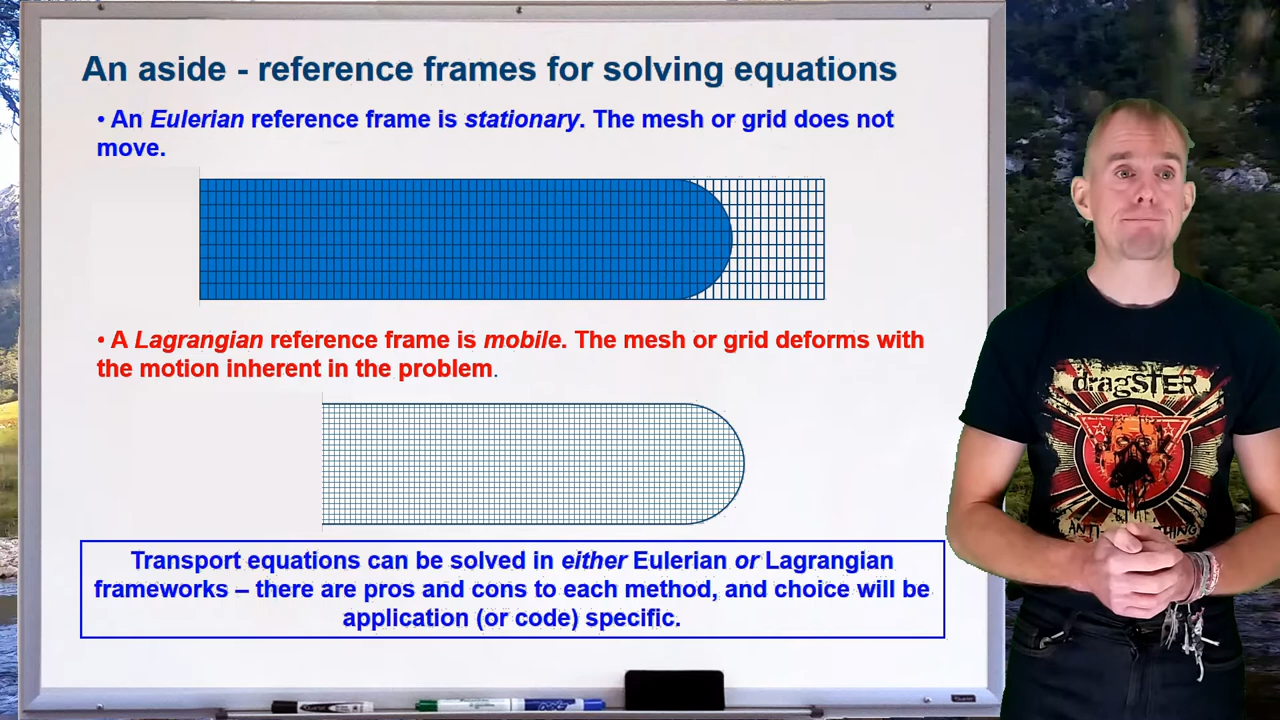 An aside - reference frames for solving equations
• An Eulerian reference frame is stationary. The mesh or grid does not
move.
• A Lagrangian reference frame is mobile. The mesh or grid deforms with
the motion inherent in the problem.
Transport equations can be solved in either Eulerian or Lagrangian
frameworks – there are pros and cons to each method, and choice will be
application (or code) specific.
dragSTER
ANTI-
THING